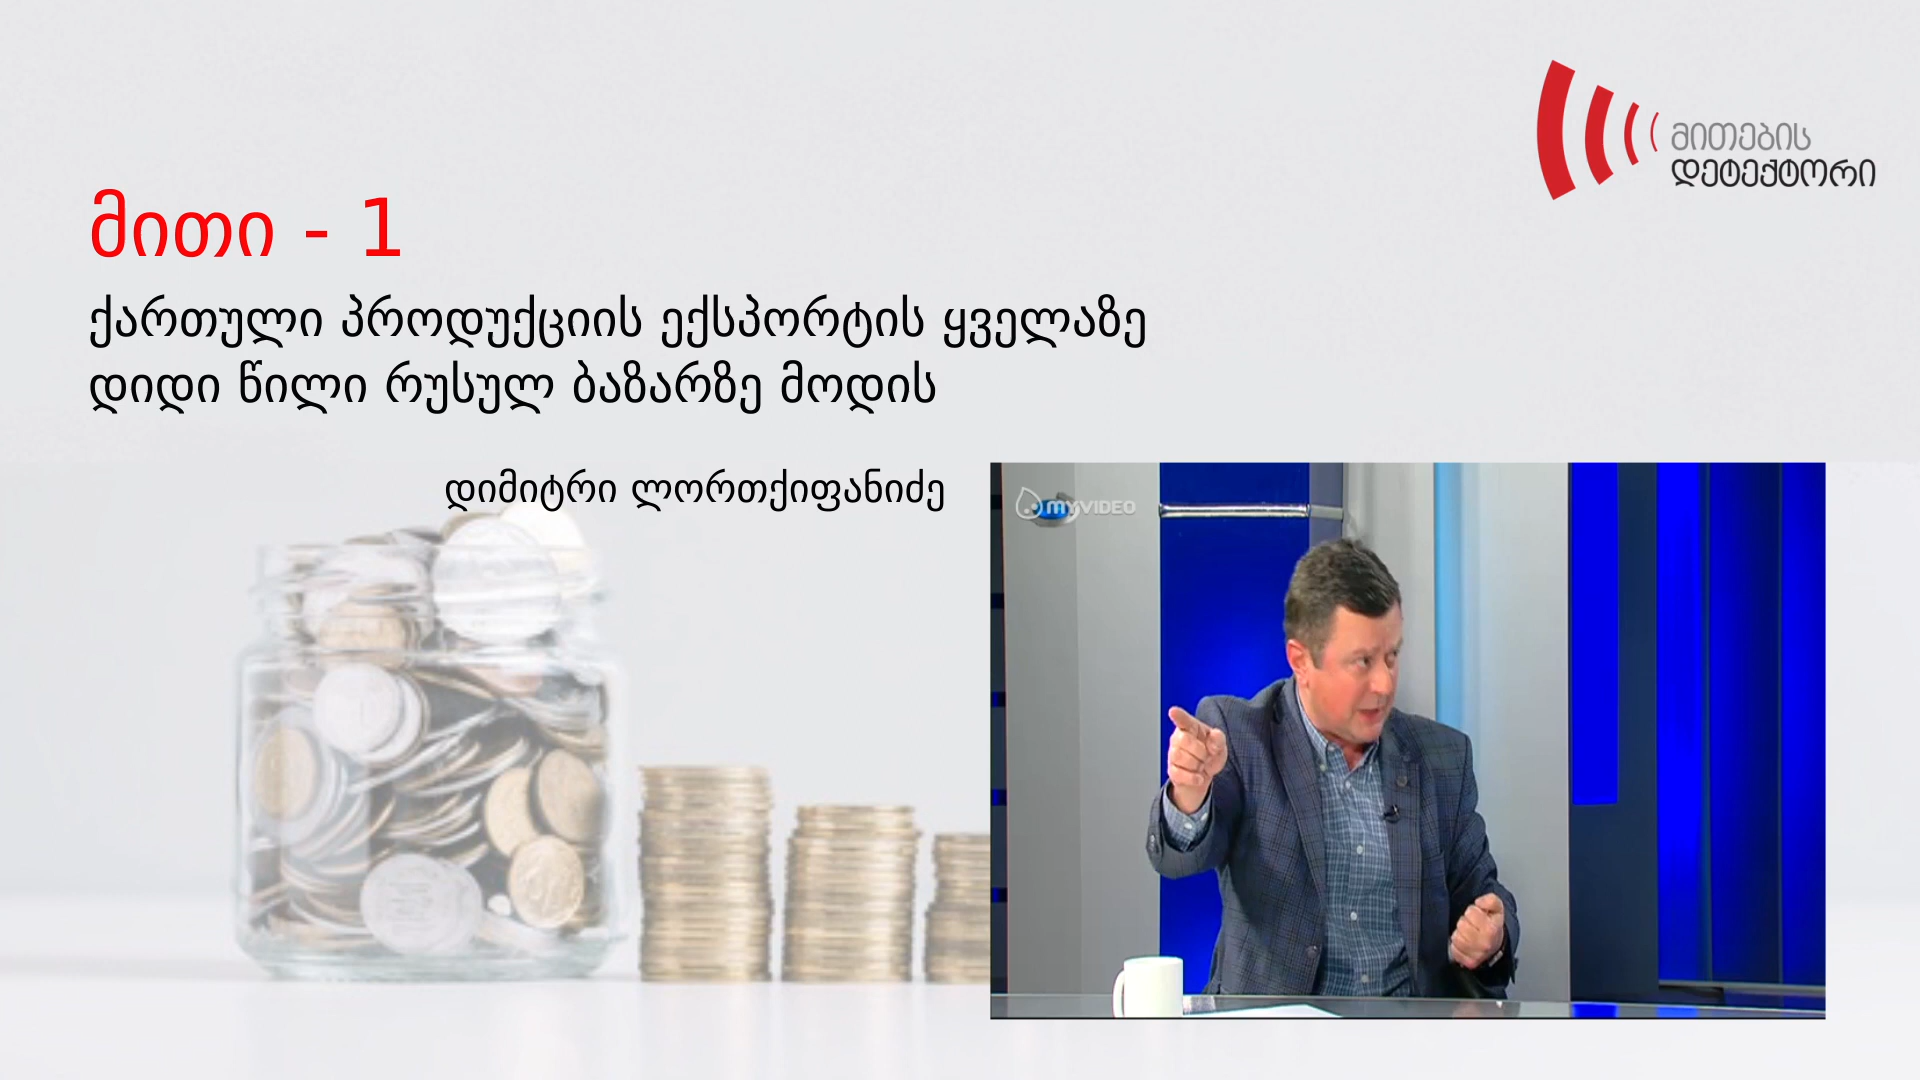 მითების
დეტექტორი
მითი - 1
ქართული პროდუქციის ექსპორტის ყველაზე
დიდი წილი რუსულ ბაზარზე მოდის
დიმიტრი ლორთქიფანიძე
MYVIDEO